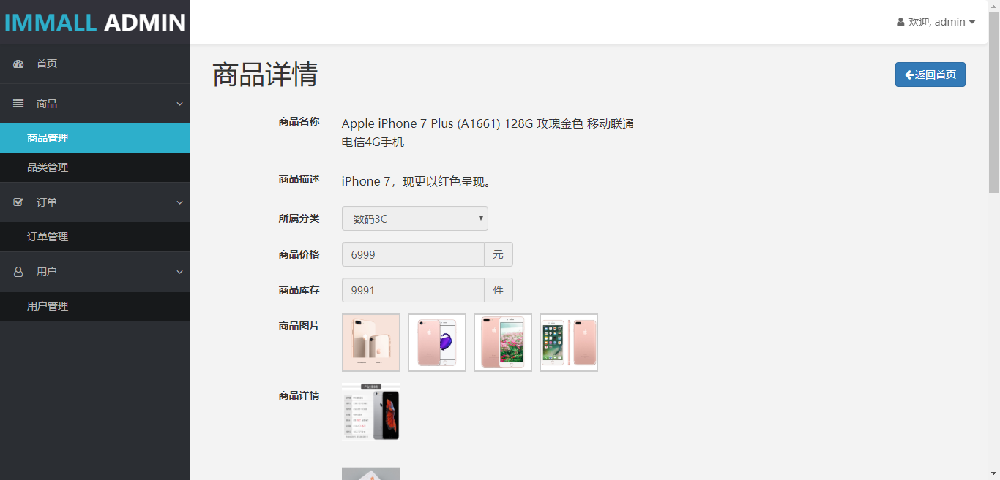 IMMALL ADMIN
欢迎, admin
首页
商品
商品管理
品类管理
订单
订单管理
用户
用户管理
商品详情
返回首页
商品名称
Apple iPhone 7 Plus (A1661) 128G 玫瑰金色 移动联通
电信4G手机
商品描述
iPhone 7，现更以红色呈现。
所属分类
数码3C
商品价格
6999
元
商品库存
9991
件
商品图片
商品详情